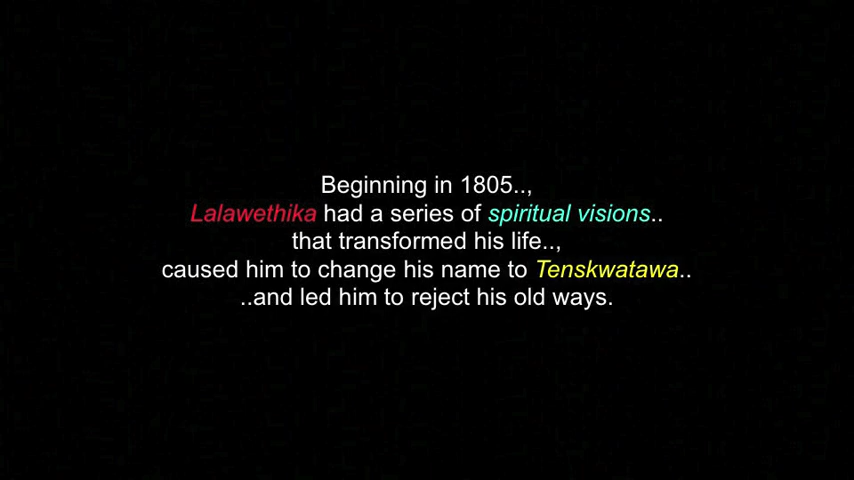 Beginning in 1805..,
Lalawethika had a series of spiritual visions..
that transformed his life..,
caused him to change his name to Tenskwatawa..
..and led him to reject his old ways.